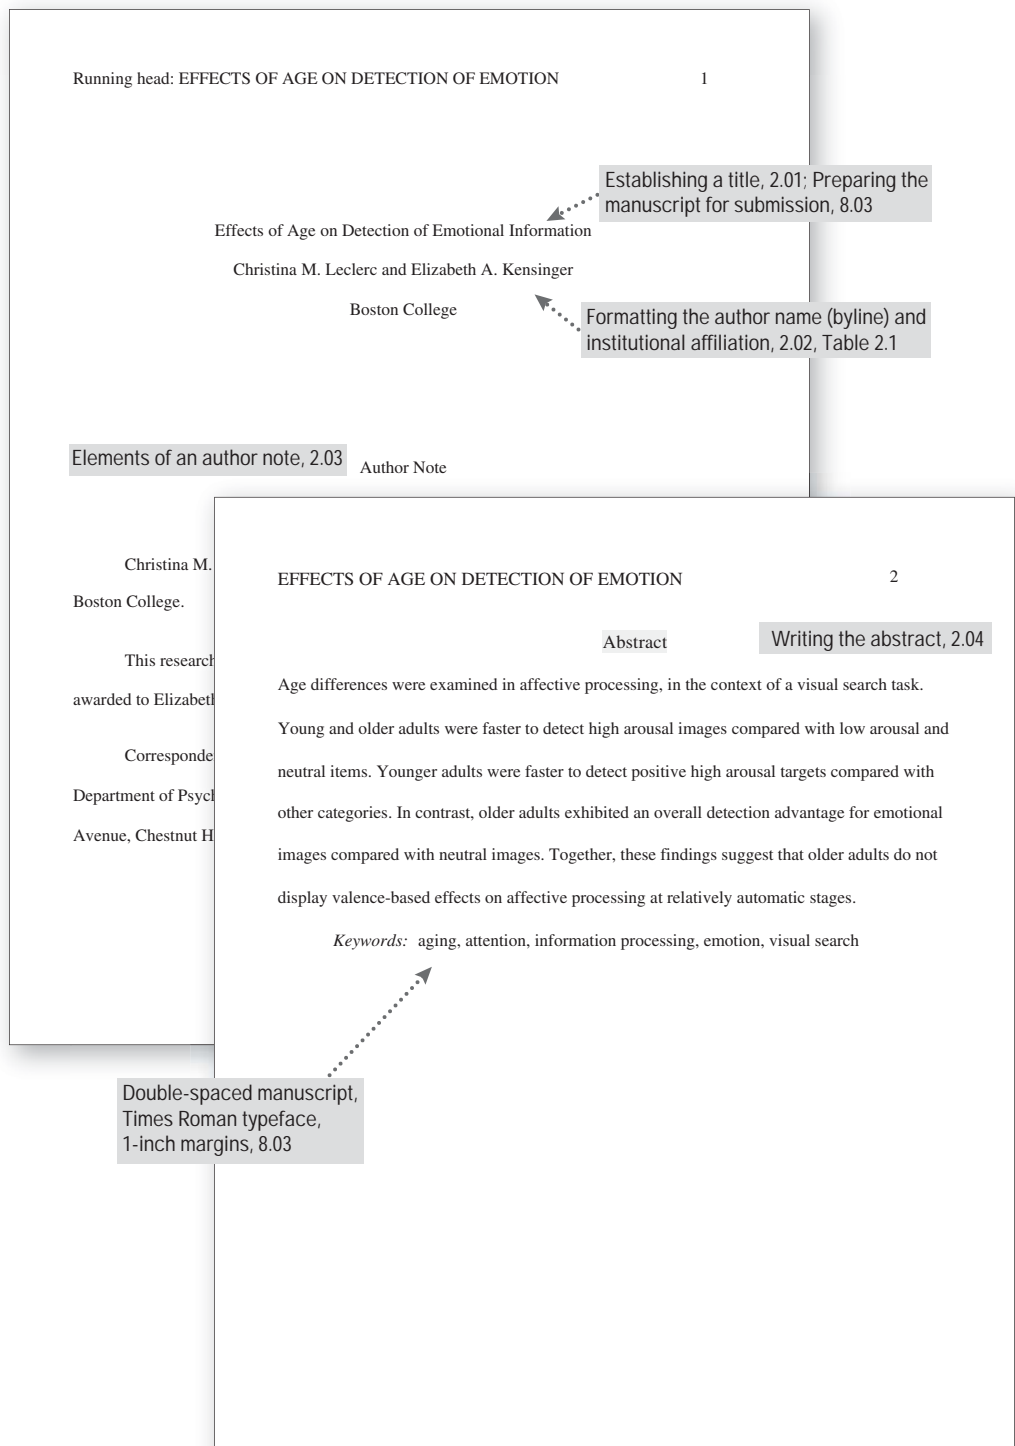 Running head: EFFECTS OF AGE ON DETECTION OF EMOTION 1
Establishing a title, 2.01; Preparing the
manuscript for submission, 8.03
Effects of Age on Detection of Emotional Information
Christina M. Leclerc and Elizabeth A. Kensinger
Boston College
Formatting the author name (byline) and
institutional affiliation, 2.02, Table 2.1
Elements of an author note, 2.03
Author Note
Christina M.
Boston College.
This research
awarded to
Department of
Avenue, Chestnut
EFFECTS OF AGE ON DETECTION OF EMOTION 2
Abstract
Writing the abstract, 2.04
Age differences were examined in affective processing, in the context of a visual search task.
Young and older adults were faster to detect high arousal images compared with low arousal and
neutral items. Younger adults were faster to detect positive high arousal targets compared with
other categories. In contrast, older adults exhibited an overall detection advantage for emotional
images compared with neutral images. Together, these findings suggest that older adults do not
display valence-based effects on affective processing at relatively automatic stages.
Keywords: aging, attention, information processing, emotion, visual search
Double-spaced manuscript,
Times Roman typeface,
1-inch margins, 8.03